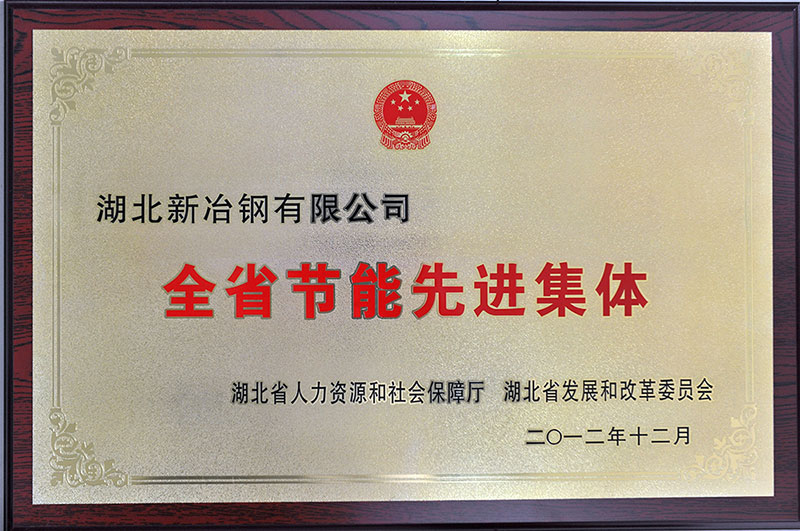 湖北新冶钢有限公司
全省节能先进集体
湖北省人力资源和社会保障厅 湖北省发展和改革委员会
二〇一二年十二月